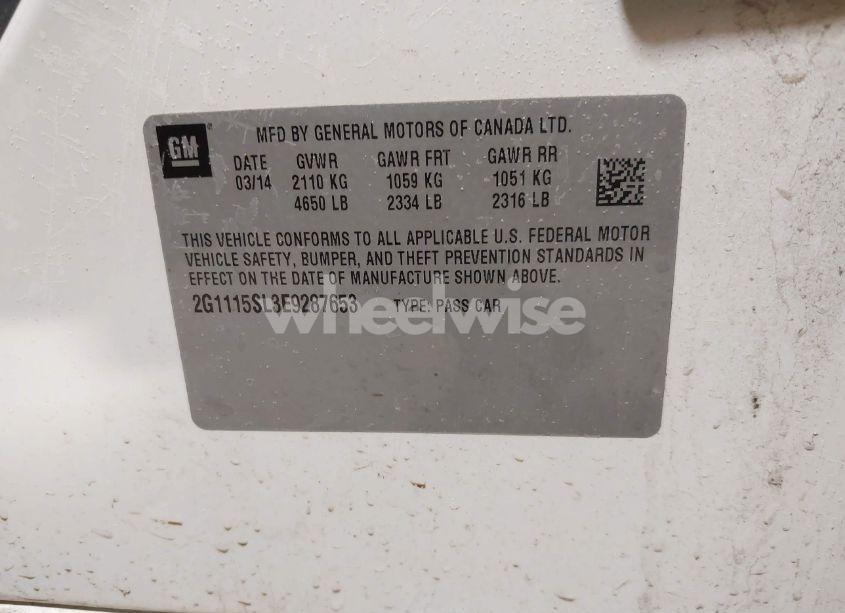 GM
MFD BY GENERAL MOTORS OF CANADA LTD.
DATE GVWR GAWR FRT GAWR RR
03/14 2110 KG 1059 KG 1051 KG
4650 LB 2334 LB 2316 LB
THIS VEHICLE CONFORMS TO ALL APPLICABLE U.S. FEDERAL MOTOR
VEHICLE SAFETY, BUMPER, AND THEFT PREVENTION STANDARDS IN
EFFECT ON THE DATE OF MANUFACTURE SHOWN ABOVE.
2G1115SL3E9287653 TYPE: PASS CAR
wheelwise